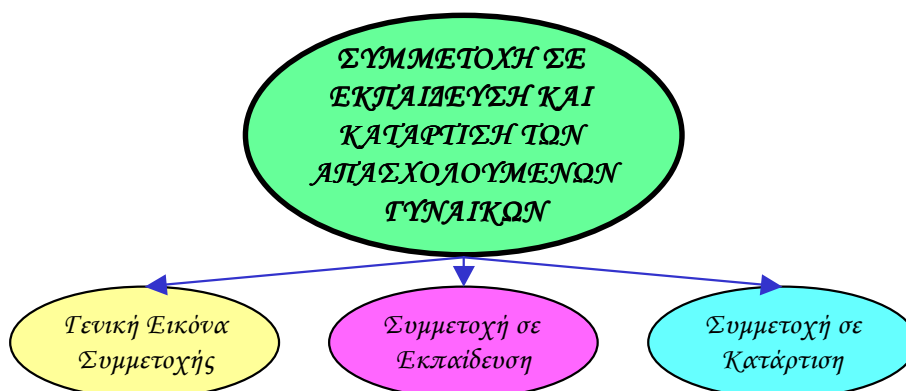 ΣΥΜΜΕΤΟΧΗ ΣΕ
ΕΚΠΑΙΔΕΥΣΗ ΚΑΙ
ΚΑΤΑΡΤΙΣΗ ΤΩΝ
ΑΠΑΣΧΟΛΟΥΜΕΝΩΝ
ΓΥΝΑΙΚΩΝ
Γενική Εικόνα
Συμμετοχής
Συμμετοχή σε
Εκπαίδευση
Συμμετοχή σε
Κατάρτιση